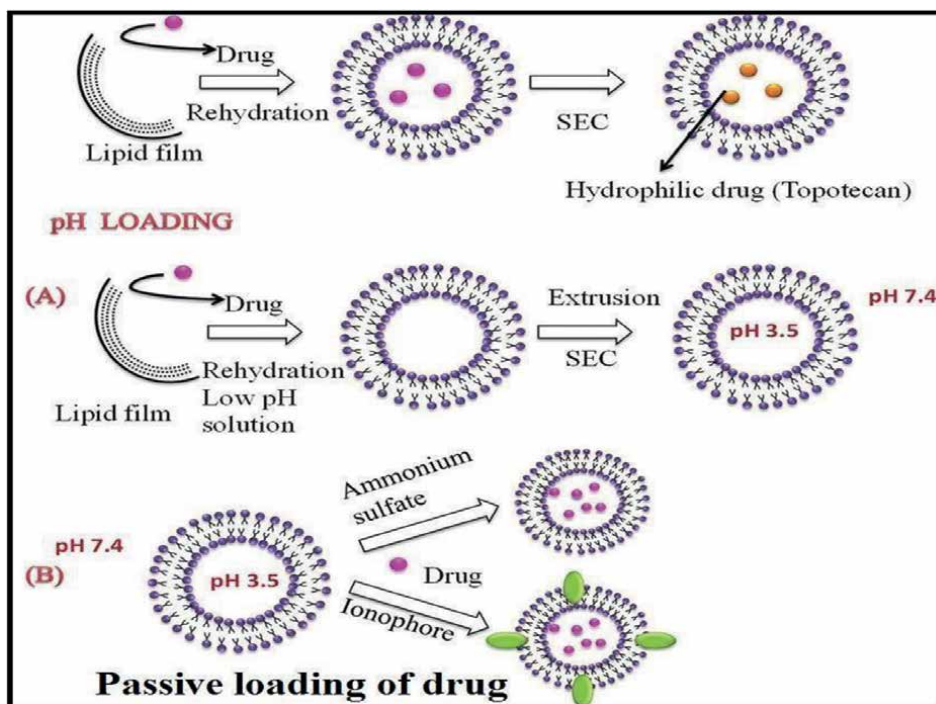 Drug
Rehydration
Lipid film
SEC
Hydrophilic drug (Topotecan)
pH LOADING
(A)
Drug
Rehydration
Low pH
solution
Lipid film
Extrusion
SEC
pH 3.5
pH 7.4
(B)
pH 7.4
pH 3.5
Ammonium
sulfate
Drug
Ionophore
Passive loading of drug